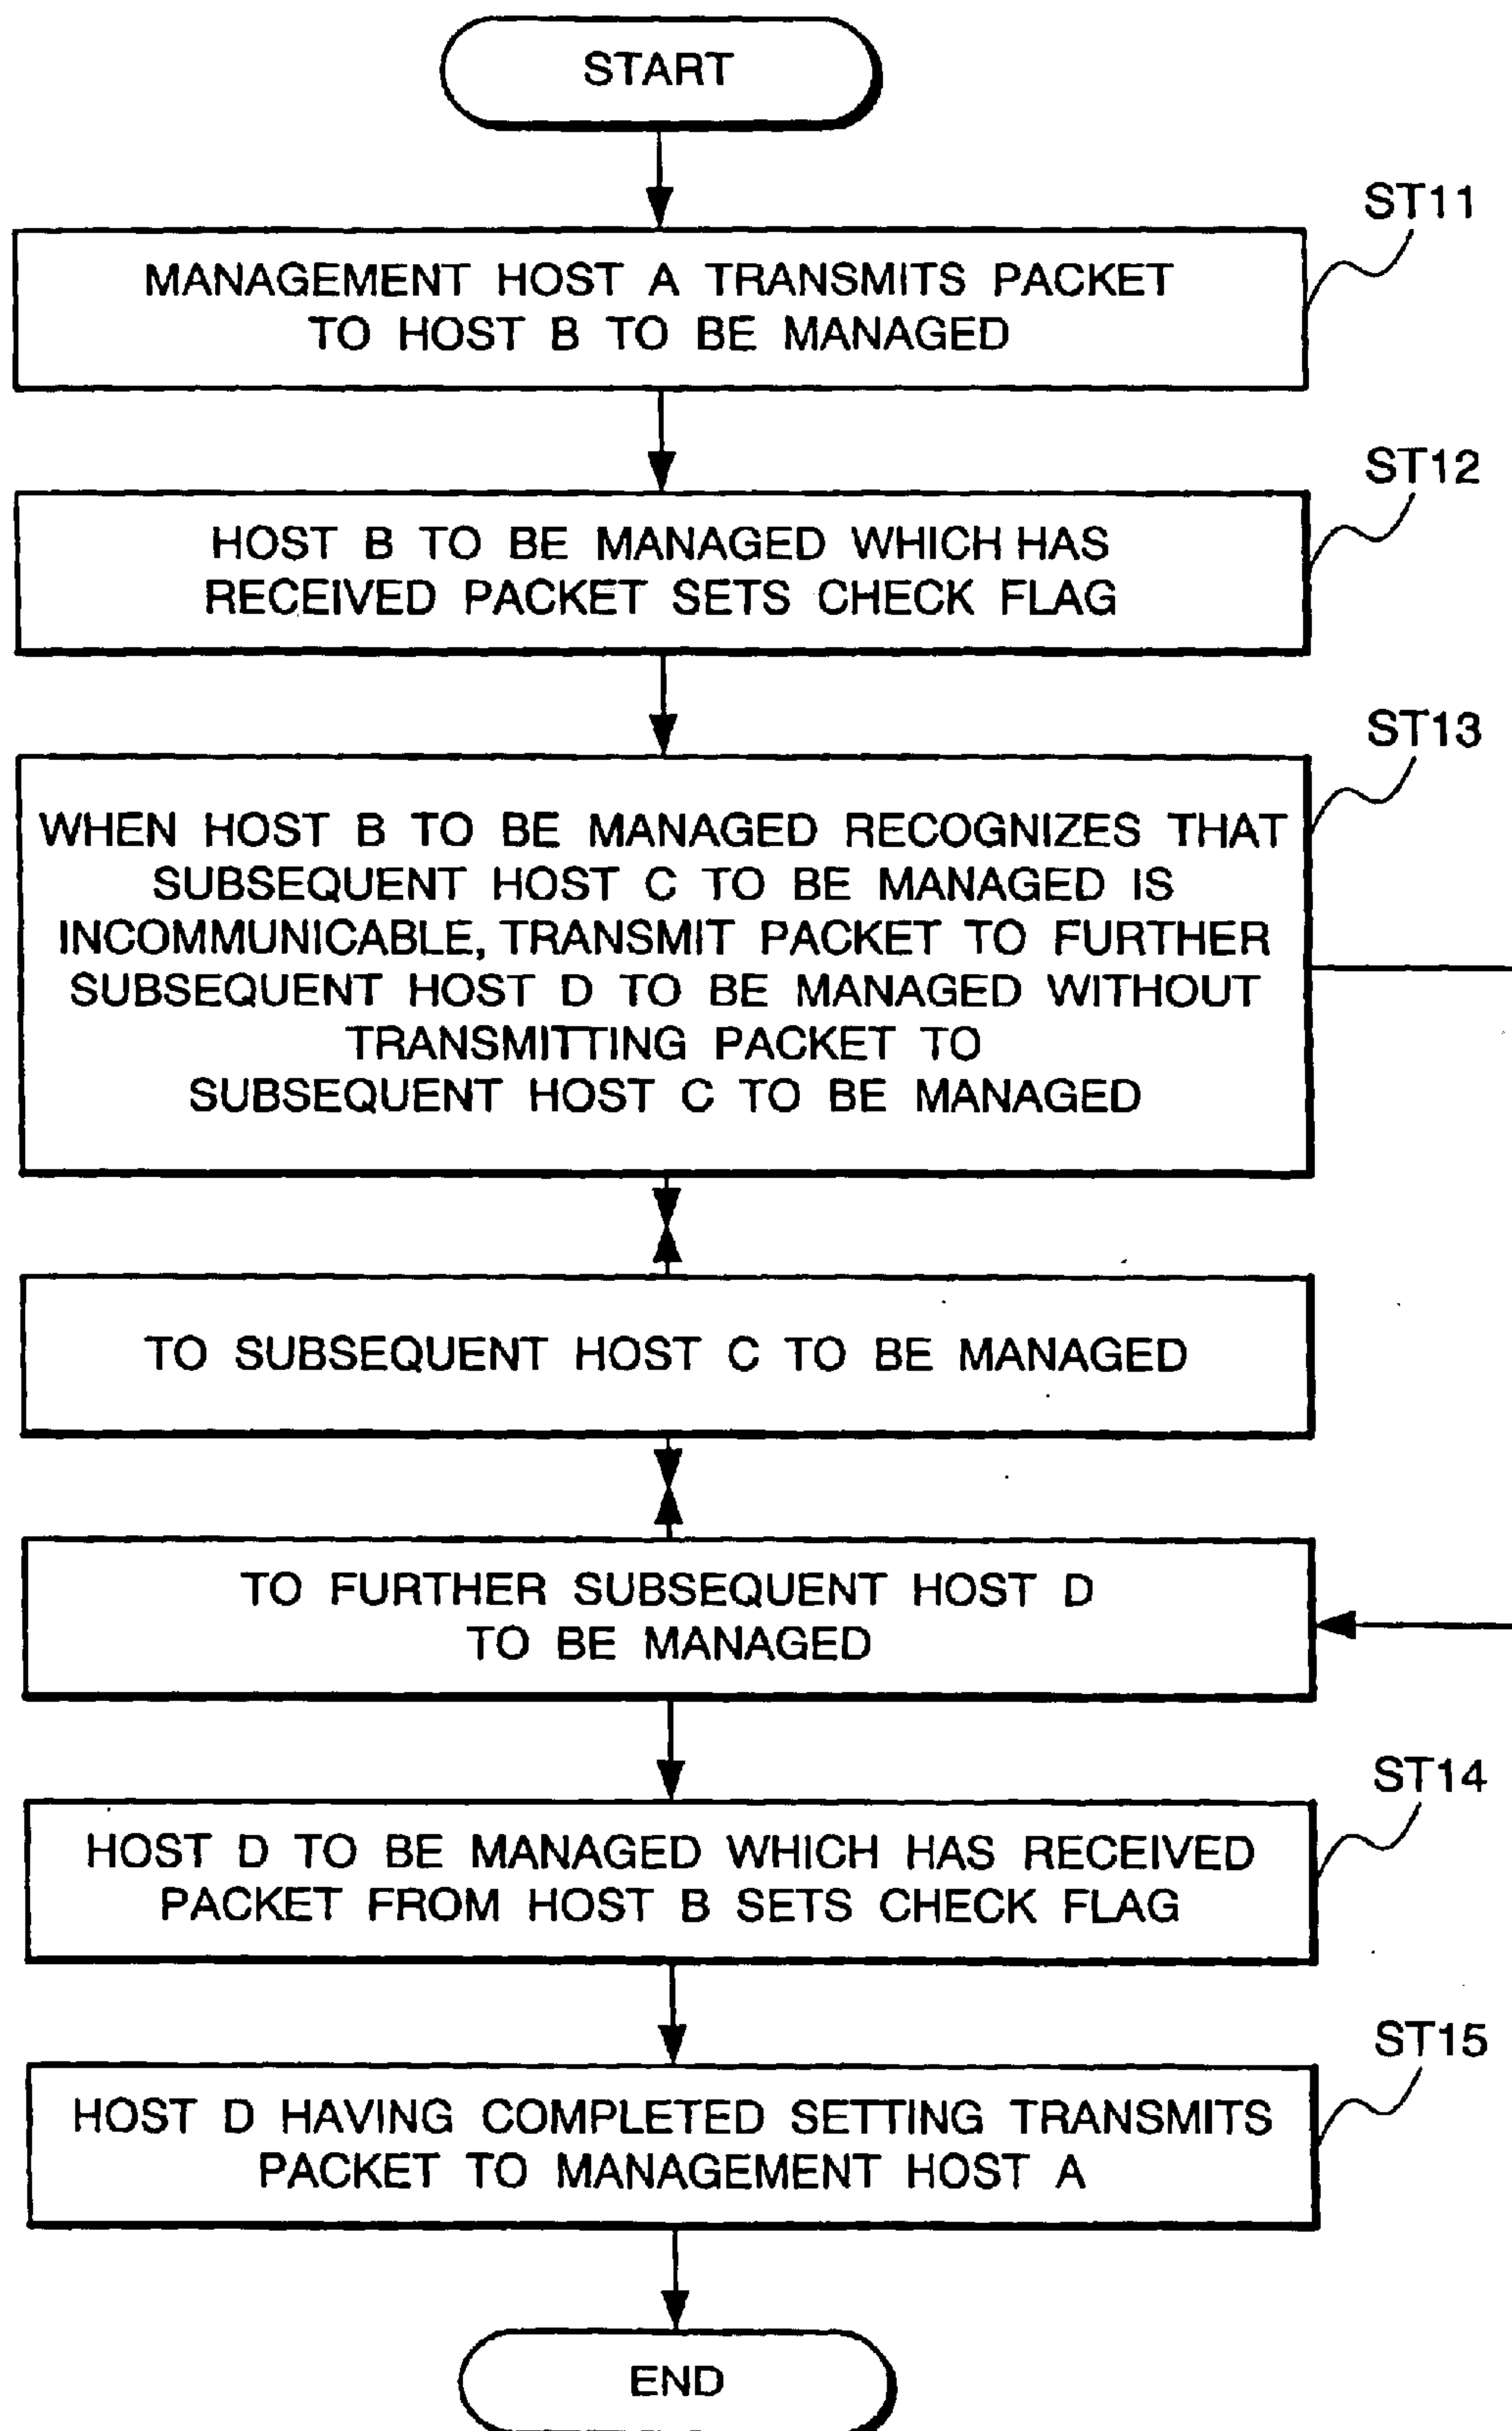 START
ST11
MANAGEMENT HOST A TRANSMITS PACKET
TO HOST B TO BE MANAGED
ST12
HOST B TO BE MANAGED WHICH HAS
RECEIVED PACKET SETS CHECK FLAG
ST13
WHEN HOST B TO BE MANAGED RECOGNIZES THAT
SUBSEQUENT HOST C TO BE MANAGED IS
INCOMMUNICABLE, TRANSMIT PACKET TO FURTHER
SUBSEQUENT HOST D TO BE MANAGED WITHOUT
TRANSMITTING PACKET TO
SUBSEQUENT HOST C TO BE MANAGED
TO SUBSEQUENT HOST C TO BE MANAGED
TO FURTHER SUBSEQUENT HOST D
TO BE MANAGED
ST14
HOST D TO BE MANAGED WHICH HAS RECEIVED
PACKET FROM HOST B SETS CHECK FLAG
ST15
HOST D HAVING COMPLETED SETTING TRANSMITS
PACKET TO MANAGEMENT HOST A
END